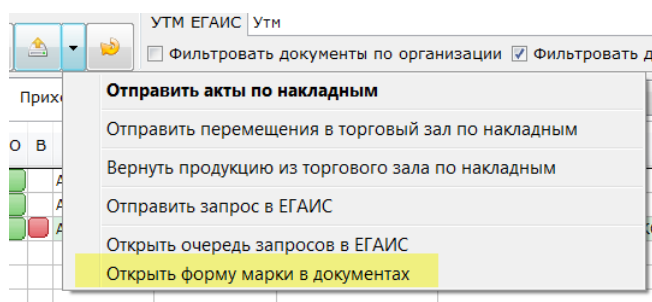 УТМ ЕГАИС Утм
Фильтровать документы по организации Фильтровать д
Отправить акты по накладным
Прихо
Отправить перемещения в торговый зал по накладным
О В
Вернуть продукцию из торгового зала по накладным
Отправить запрос в ЕГАИС
Открыть очередь запросов в ЕГАИС
Открыть форму марки в документах